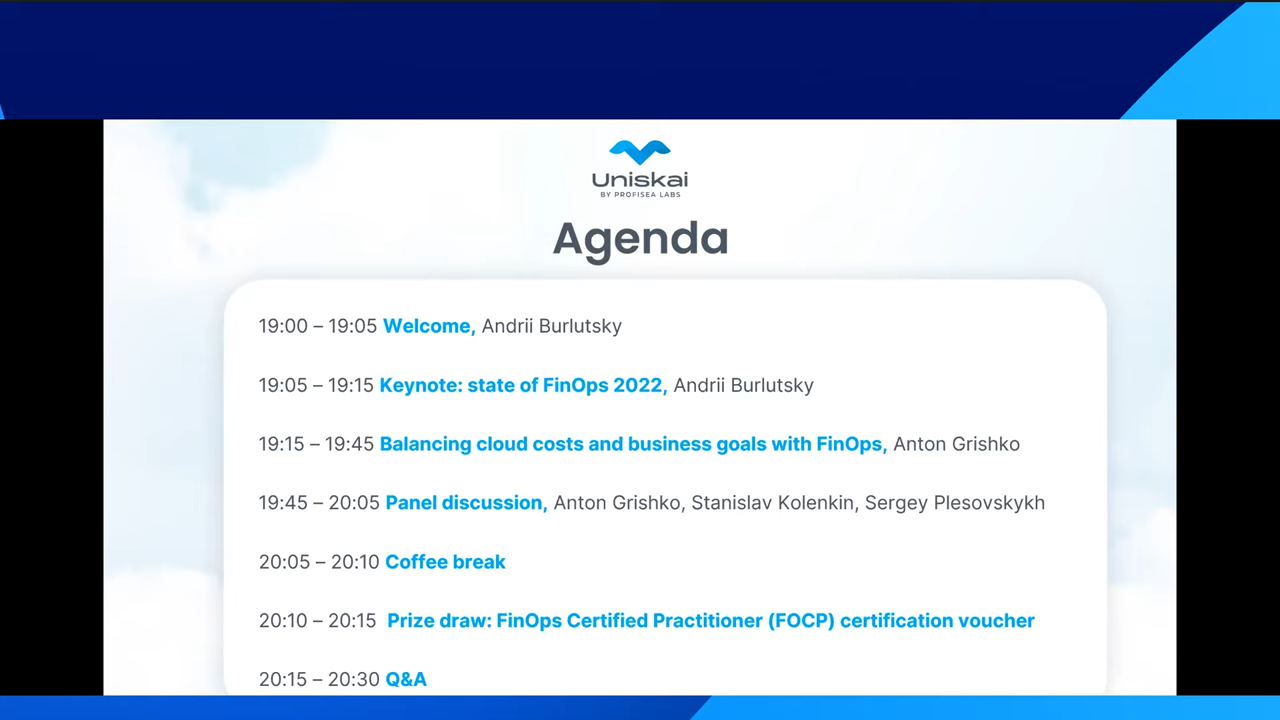 Uniskai
BY PROFISEA LABS
Agenda
19:00 – 19:05 Welcome, Andrii Burlutsky
19:05 – 19:15 Keynote: state of FinOps 2022, Andrii Burlutsky
19:15 – 19:45 Balancing cloud costs and business goals with FinOps, Anton Grishko
19:45 – 20:05 Panel discussion, Anton Grishko, Stanislav Kolenkin, Sergey Plesovskykh
20:05 – 20:10 Coffee break
20:10 – 20:15 Prize draw: FinOps Certified Practitioner (FOCP) certification voucher
20:15 – 20:30 Q&A